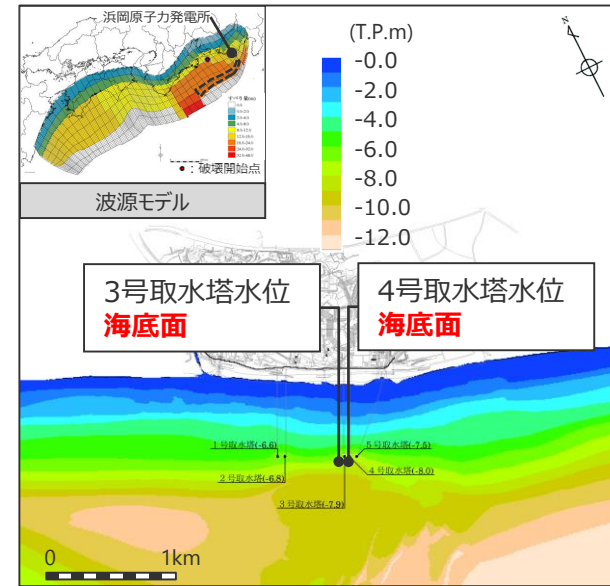 浜岡原子力発電所
N
すべり量(m)
●：破壊開始点
波源モデル
(T.P.m)
-0.0
-2.0
-4.0
-6.0
-8.0
-10.0
-12.0
3号取水塔水位
海底面
4号取水塔水位
海底面
1号取水塔(-6.6)
5号取水塔(-7.5)
2号取水塔(-6.8)
4号取水塔(-8.0)
3号取水塔(-7.9)
0 1km